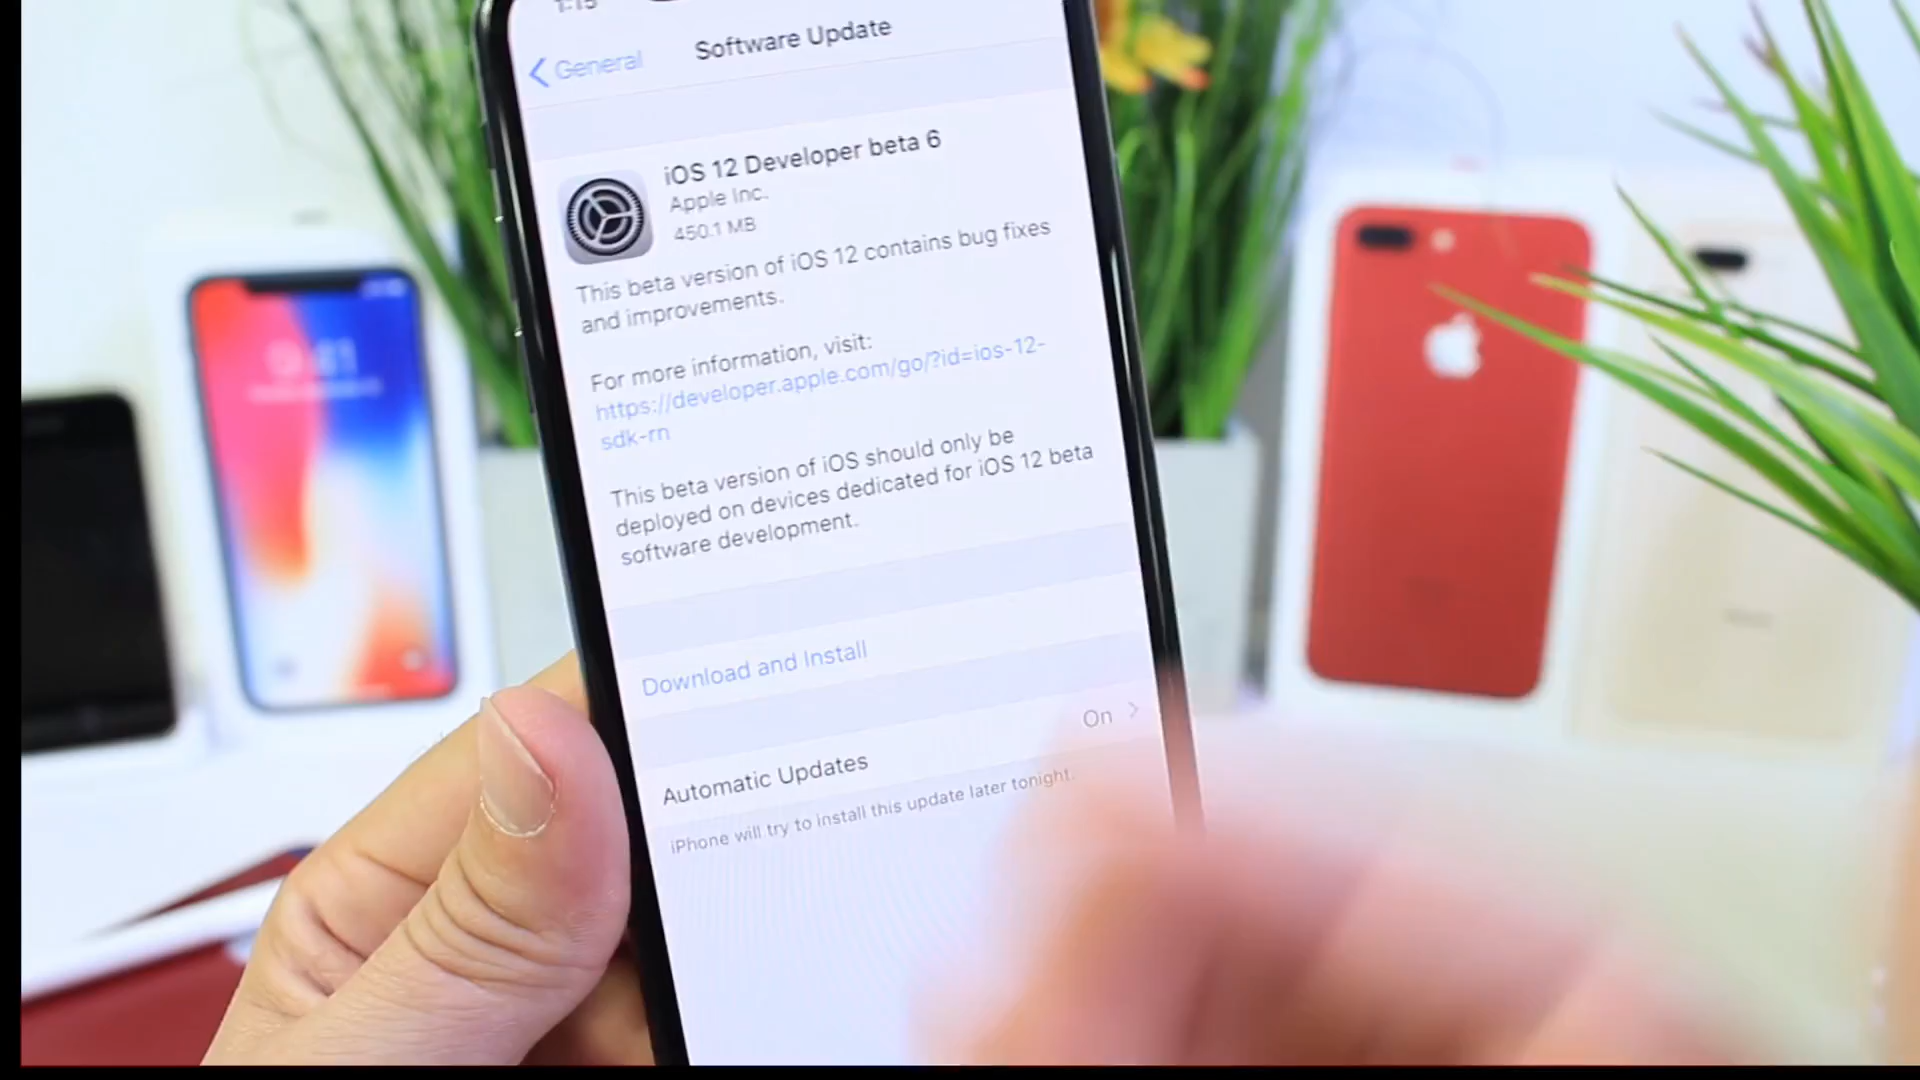 1:15
General
Software Update
iOS 12 Developer beta 6
Apple Inc.
450.1 MB
This beta version of iOS 12 contains bug fixes
and improvements.
For more information, visit:
https://developer.apple.com/go/?id=ios-12-
sdk-rn
This beta version of iOS should only be
deployed on devices dedicated for iOS 12 beta
software development.
Download and Install
Automatic Updates
On
iPhone will try to install this update later tonight.